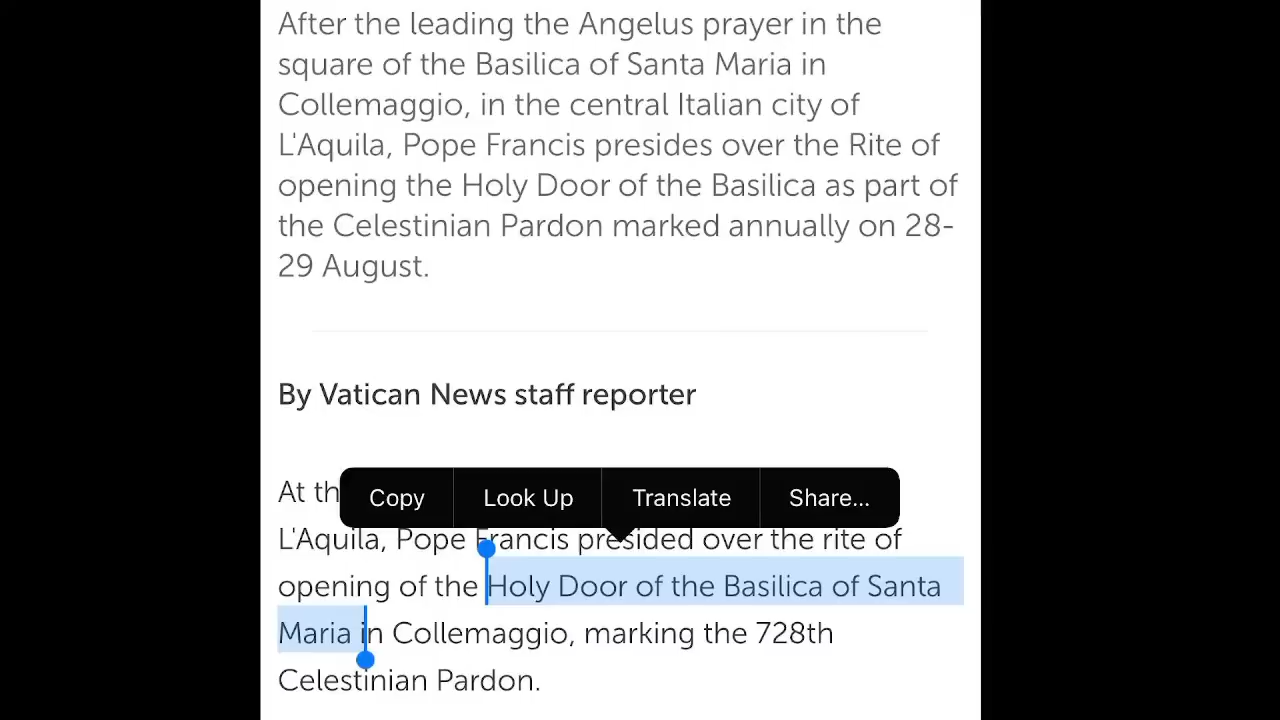 After the leading the Angelus prayer in the
square of the Basilica of Santa Maria in
Collemaggio, in the central Italian city of
L'Aquila, Pope Francis presides over the Rite of
opening the Holy Door of the Basilica as part of
the Celestinian Pardon marked annually on 28-
29 August.
By Vatican News staff reporter
At th
Copy Look Up Translate Share...
L'Aquila, Pope Francis presided over the rite of
opening of the Holy Door of the Basilica of Santa
Maria in Collemaggio, marking the 728th
Celestinian Pardon.